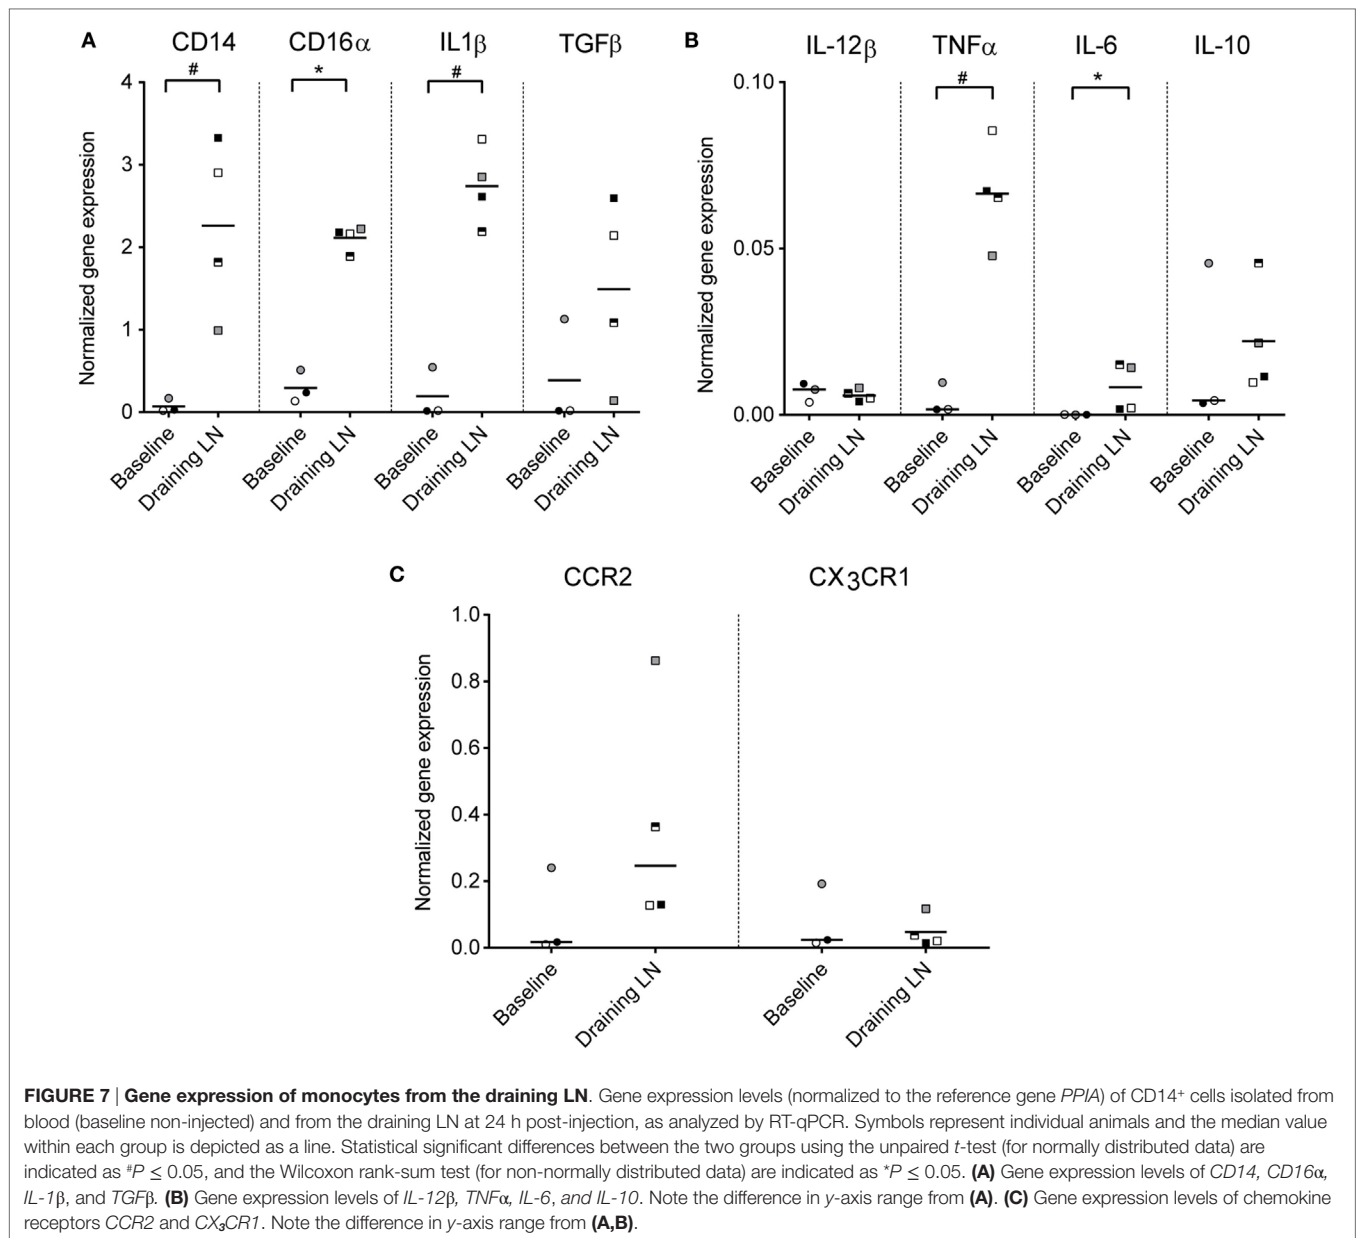 A
CD14 CD16α IL1β TGFβ
# * #
Normalized gene expression
4
3
2
1
0
Baseline Draining LN Baseline Draining LN Baseline Draining LN Baseline Draining LN
B
IL-12β TNFα IL-6 IL-10
# *
Normalized gene expression
0.10
0.05
0.00
Baseline Draining LN Baseline Draining LN Baseline Draining LN Baseline Draining LN
C
CCR2 CX3CR1
Normalized gene expression
1.0
0.8
0.6
0.4
0.2
0.0
Baseline Draining LN Baseline Draining LN
FIGURE 7 | Gene expression of monocytes from the draining LN. Gene expression levels (normalized to the reference gene PPIA) of CD14⁺ cells isolated from
blood (baseline non-injected) and from the draining LN at 24 h post-injection, as analyzed by RT-qPCR. Symbols represent individual animals and the median value
within each group is depicted as a line. Statistical significant differences between the two groups using the unpaired t-test (for normally distributed data) are
indicated as #P ≤ 0.05, and the Wilcoxon rank-sum test (for non-normally distributed data) are indicated as *P ≤ 0.05. (A) Gene expression levels of CD14, CD16α,
IL-1β, and TGFβ. (B) Gene expression levels of IL-12β, TNFα, IL-6, and IL-10. Note the difference in y-axis range from (A). (C) Gene expression levels of chemokine
receptors CCR2 and CX₃CR1. Note the difference in y-axis range from (A,B).